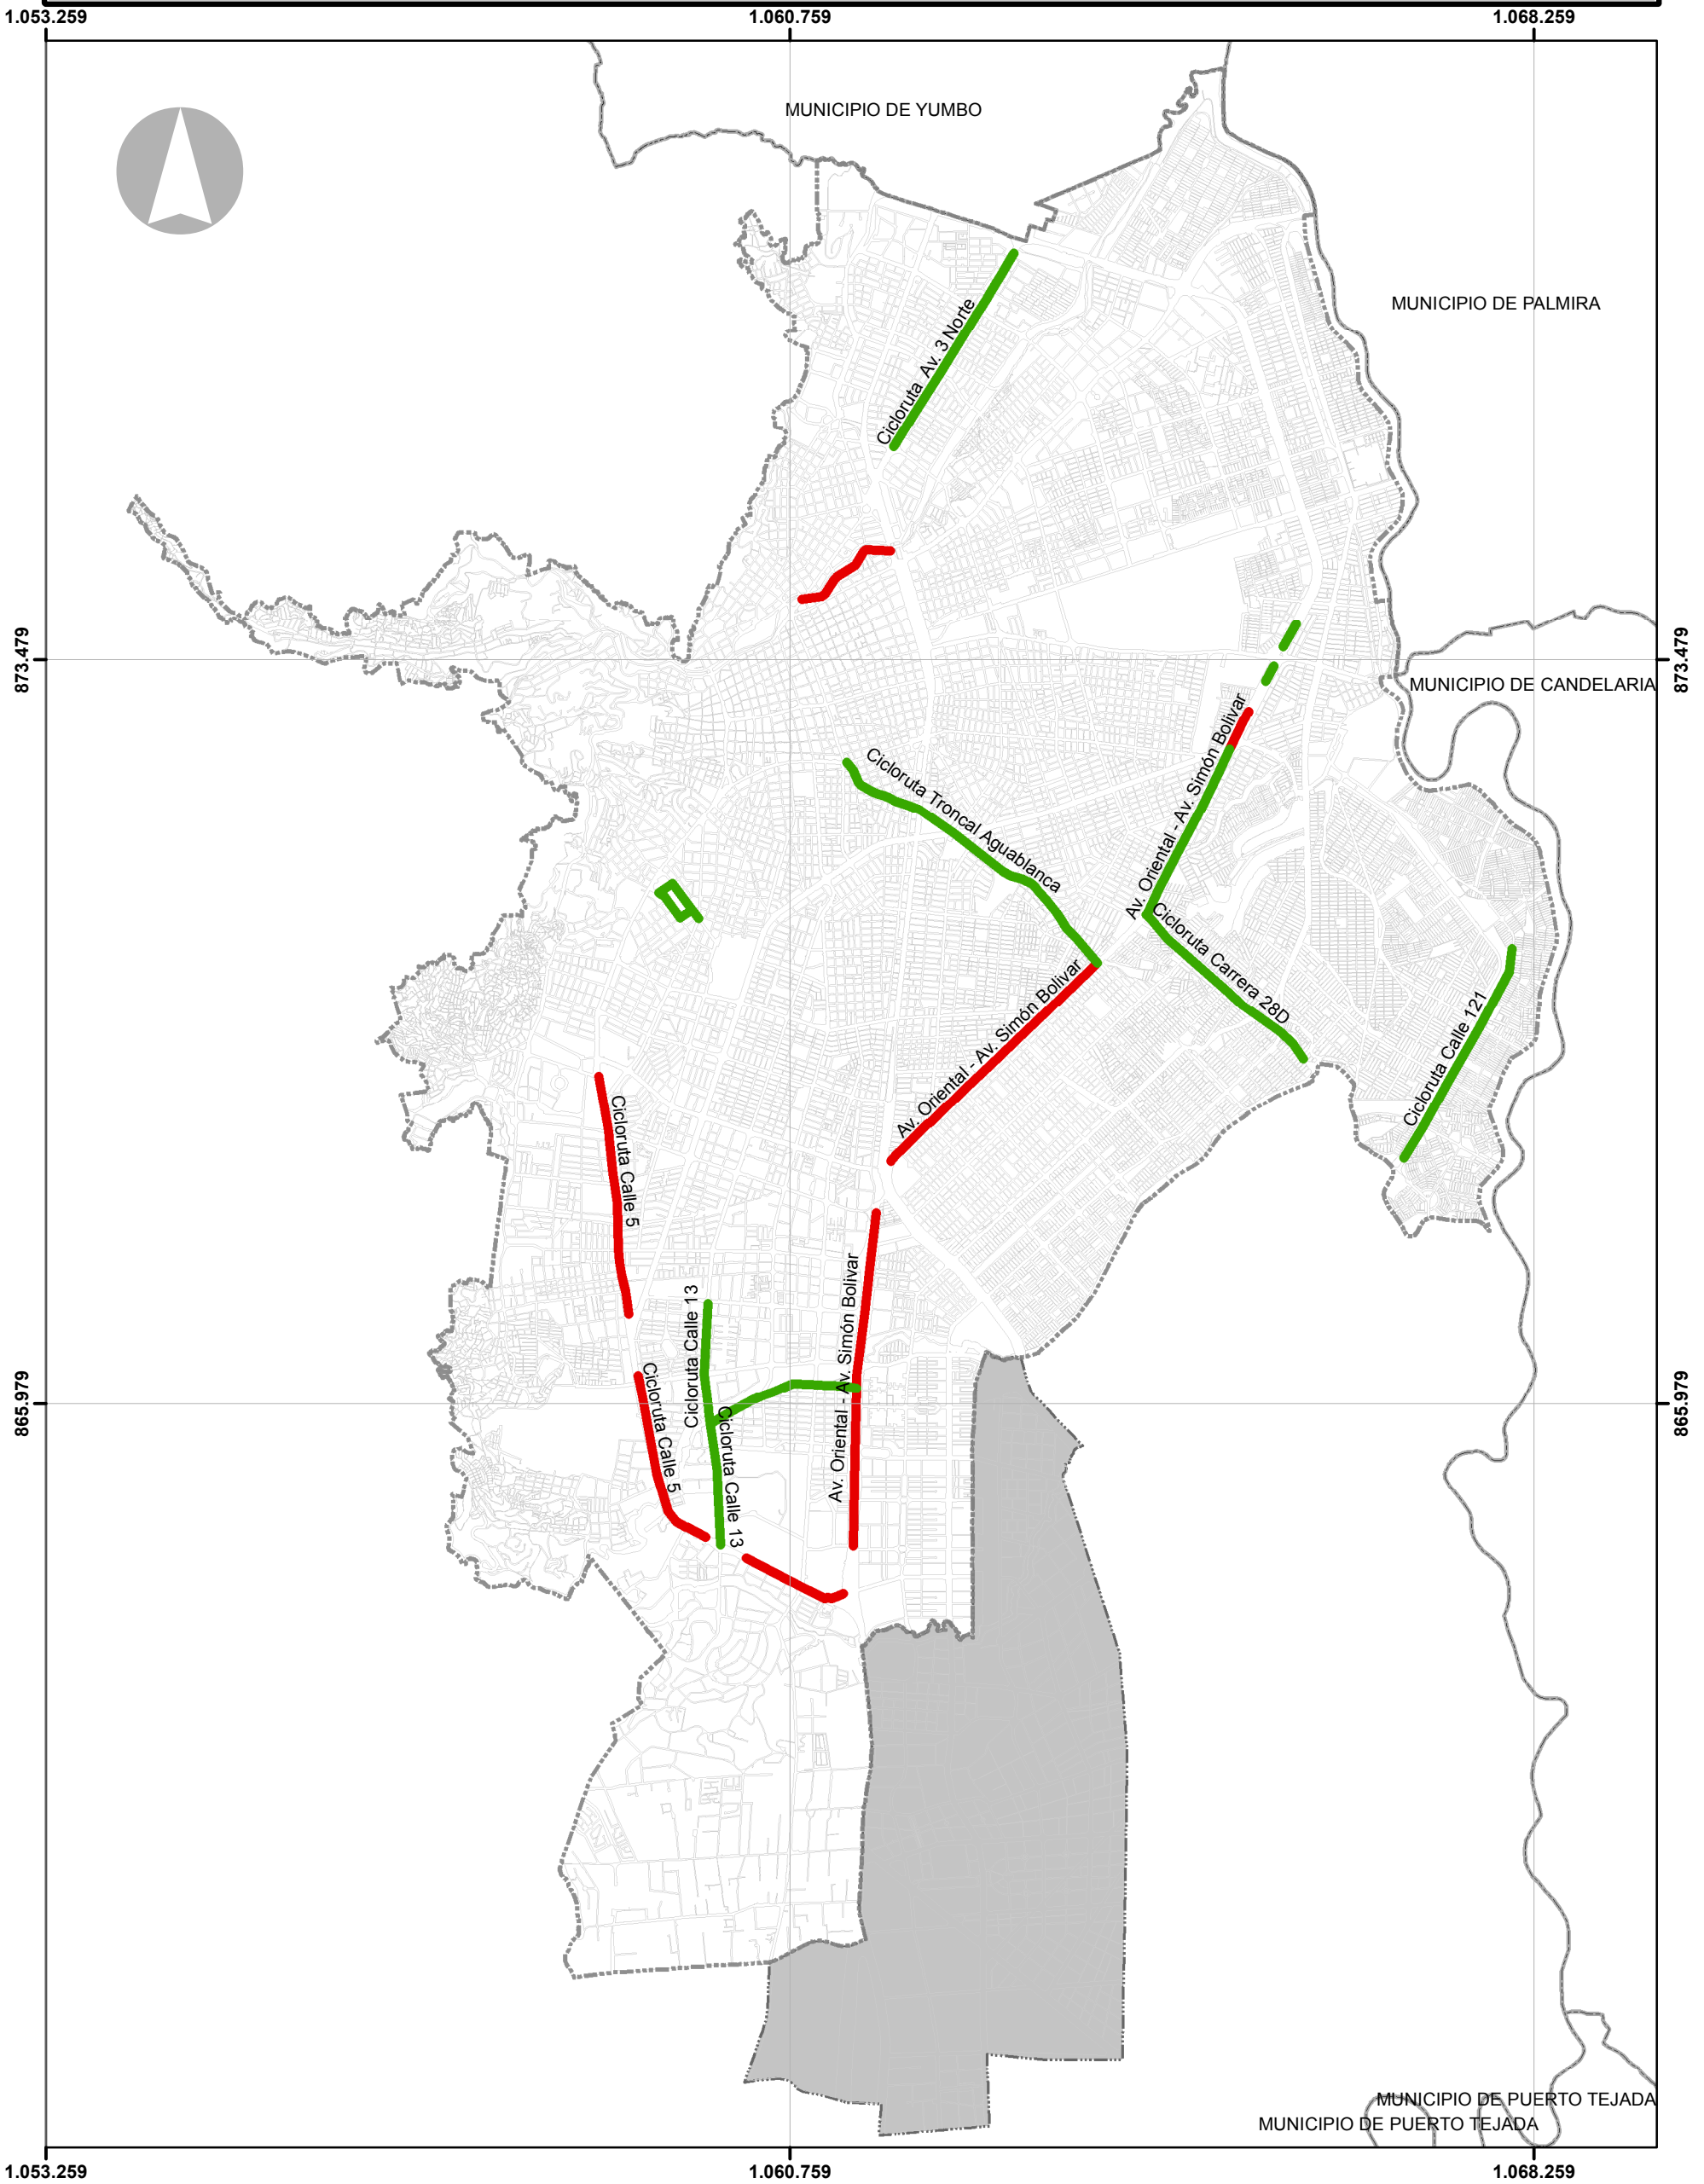 1.053.259
1.060.759
1.068.259
MUNICIPIO DE YUMBO
MUNICIPIO DE PALMIRA
Cicloruta Av. 3 Norte
873.479
873.479
MUNICIPIO DE CANDELARIA
Av. Oriental - Av. Simón Bolivar
Cicloruta Troncal Aguablanca
Cicloruta Carrera 28D
Av. Oriental - Av. Simón Bolivar
Cicloruta Calle 121
Cicloruta Calle 5
Av. Oriental - Av. Simón Bolivar
Cicloruta Calle 13
Cicloruta Calle 5
Cicloruta Calle 13
865.979
865.979
MUNICIPIO DE PUERTO TEJADA
MUNICIPIO DE PUERTO TEJADA
1.053.259
1.060.759
1.068.259